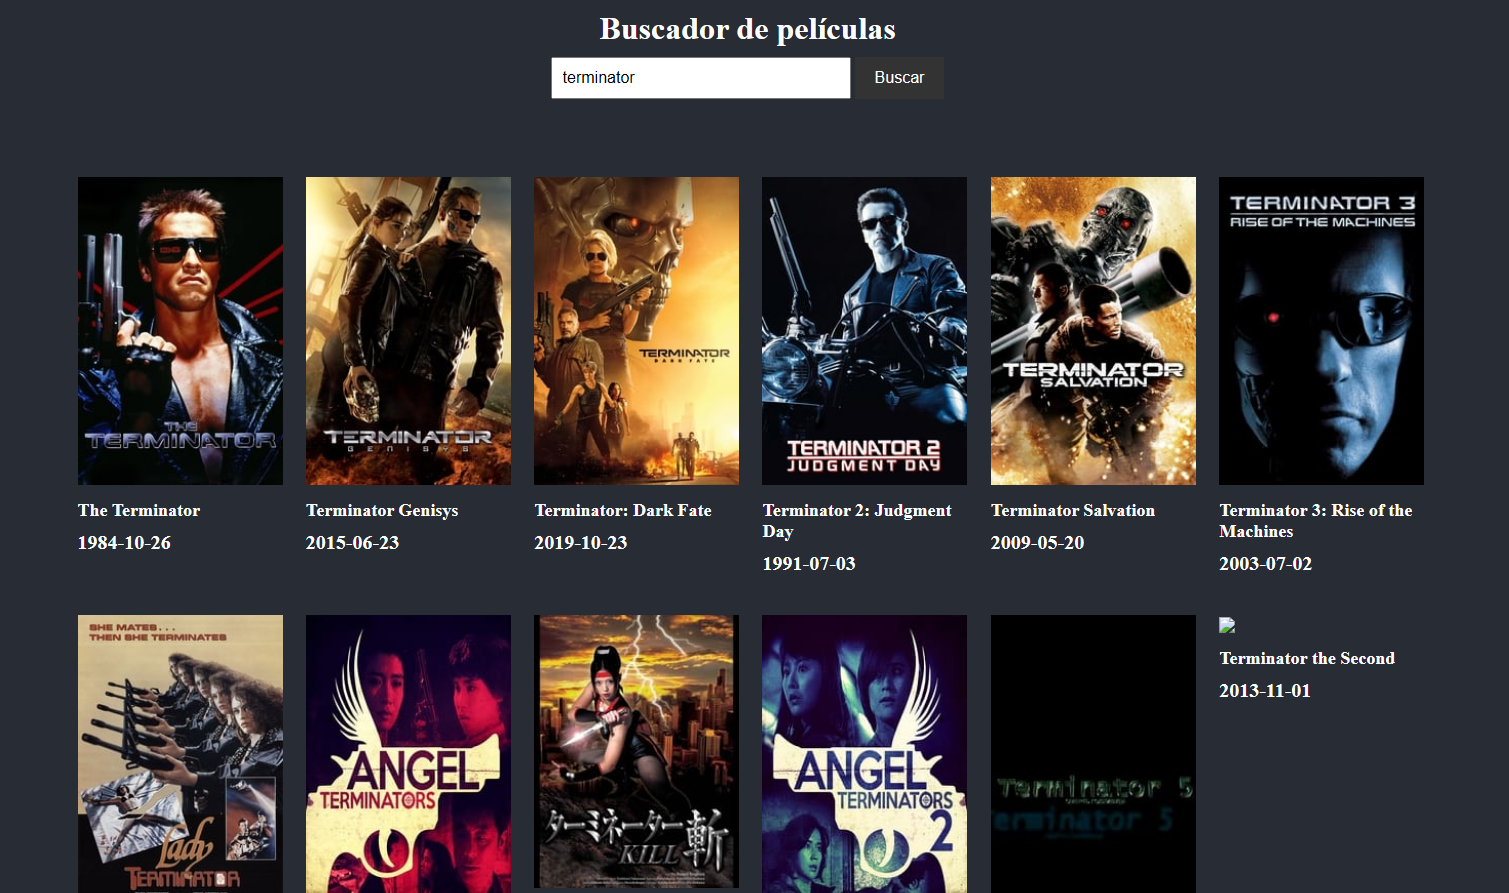 Buscador de películas
terminator
Buscar
THE
TERMINATOR
TERMINATOR
GENISYS
TERMINATOR
DARK FATE
TERMINATOR 2
JUDGMENT DAY
TERMINATOR
SALVATION
TERMINATOR 3
RISE OF THE MACHINES
The Terminator
1984-10-26
Terminator Genisys
2015-06-23
Terminator: Dark Fate
2019-10-23
Terminator 2: Judgment
Day
1991-07-03
Terminator Salvation
2009-05-20
Terminator 3: Rise of the
Machines
2003-07-02
SHE MATES...
THEN SHE TERMINATES
Lady
TERMINATOR
ANGEL
TERMINATORS
ターミネーター斬
KILL
ANGEL
TERMINATORS
2
Terminator 5
Terminator 5
Terminator the Second
2013-11-01